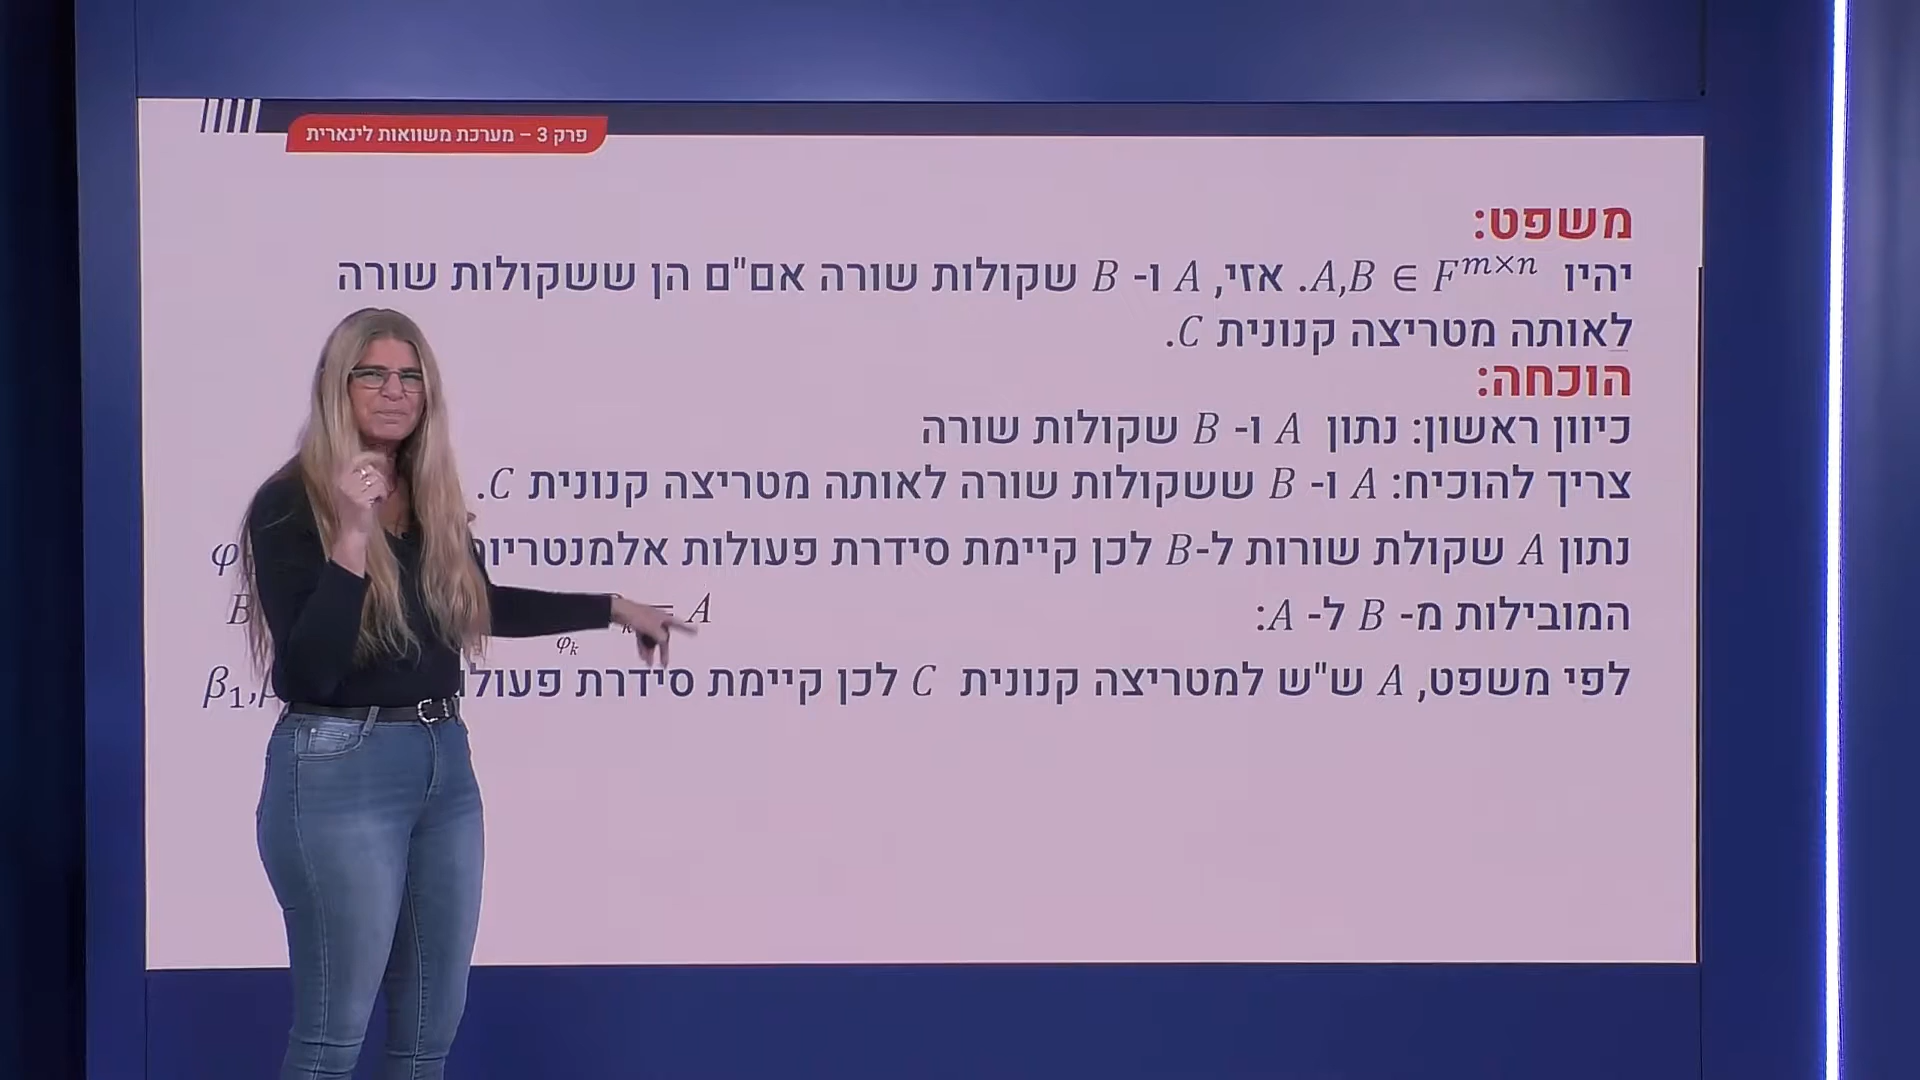 פרק 3 – מערכת משוואות לינארית
משפט:
יהיו A,B ∈ F^{m×n}. אזי, A ו- B שקולות שורה אם"ם הן ששקולות שורה
לאותה מטריצה קנונית C.
הוכחה:
כיוון ראשון: נתון A ו- B שקולות שורה
צריך להוכיח: A ו- B ששקולות שורה לאותה מטריצה קנונית C.
נתון A שקולת שורות ל-B לכן קיימת סידרת פעולות φ
המובילות מ- B ל- A: B φ_k = A
לפי משפט, A ש"ש למטריצה קנונית C לכן קיימת סידרת β₁,